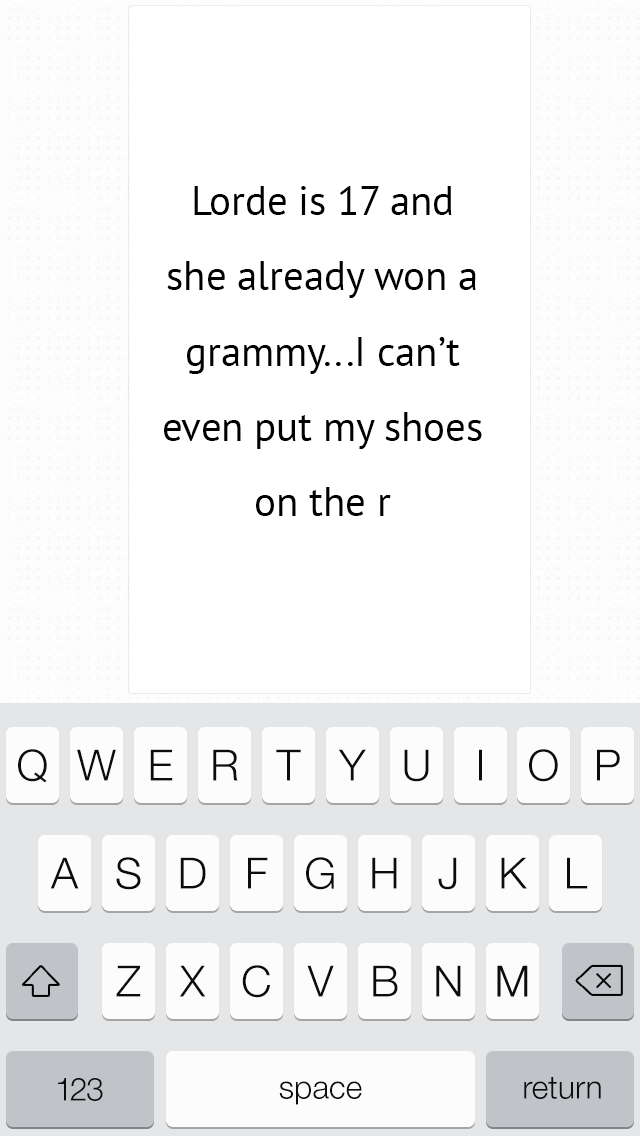 Lorde is 17 and
she already won a
grammy...I can’t
even put my shoes
on the r
Q W E R T Y U I O P
A S D F G H J K L
Z X C V B N M
123 space return